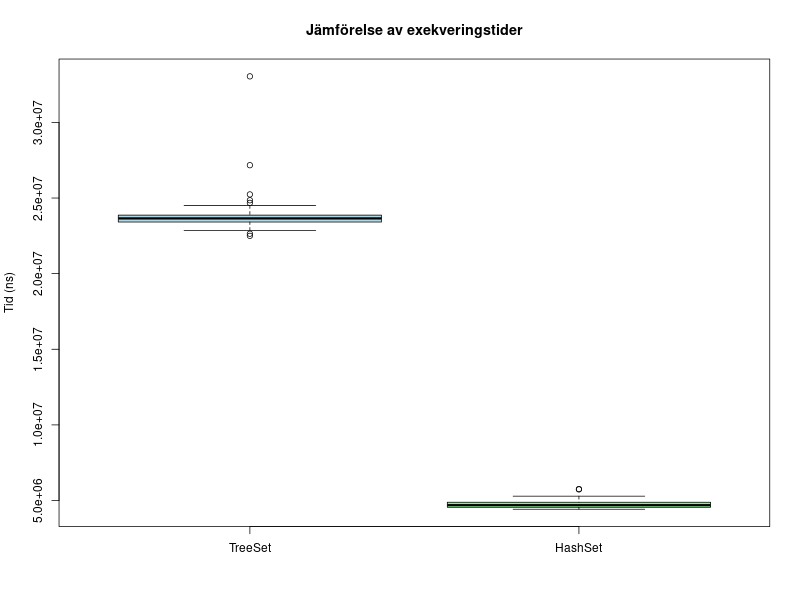 Jämförelse av exekveringstider
Tid (ns)
3.0e+07
2.5e+07
2.0e+07
1.5e+07
1.0e+07
5.0e+06
TreeSet
HashSet